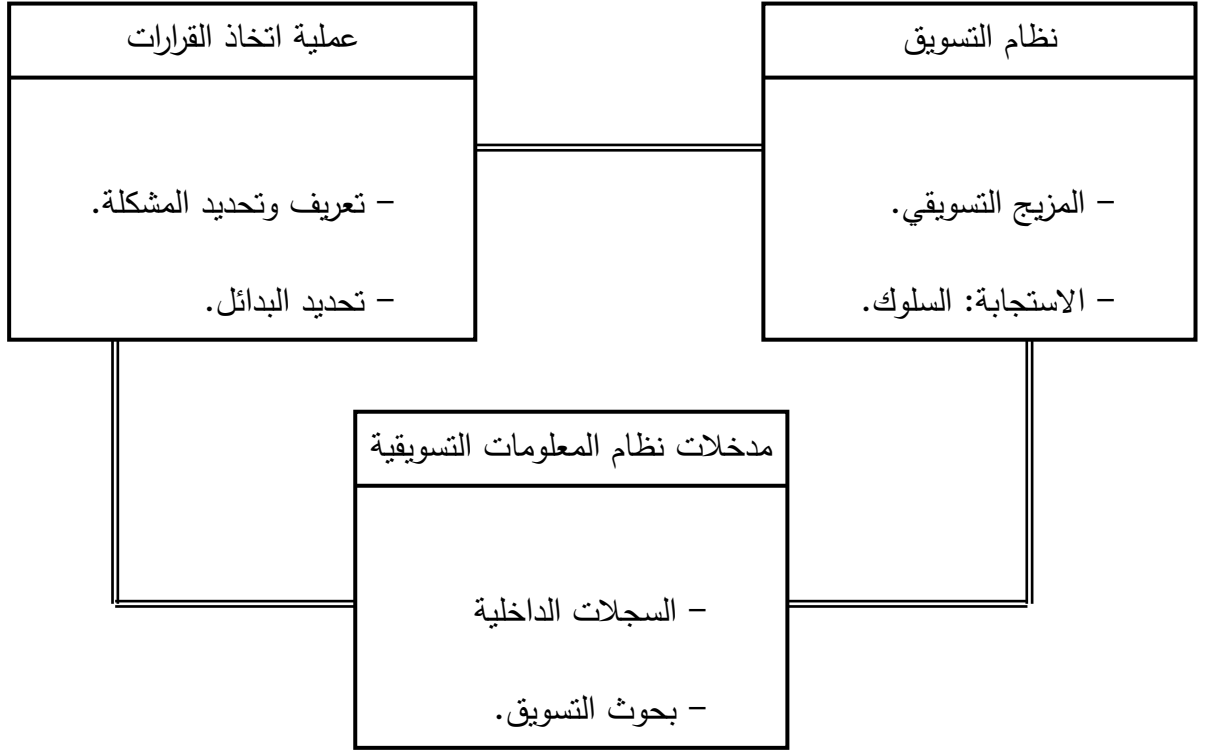 نظام التسويق
- المزيج التسويقي.
- الاستجابة: السلوك.
عملية اتخاذ القرارات
- تعريف وتحديد المشكلة.
- تحديد البدائل.
مدخلات نظام المعلومات التسويقية
- السجلات الداخلية
- بحوث التسويق.